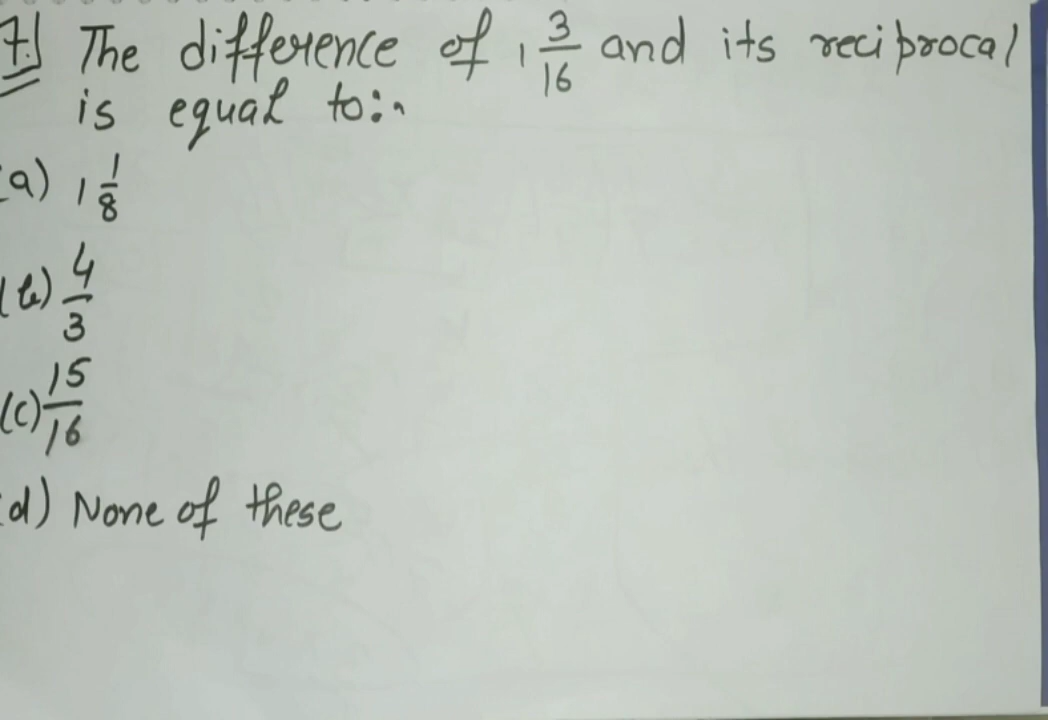 7.] The difference of 1 3/16 and its reciprocal
is equal to:-
(a) 1 1/8
(b) 4/3
(c) 15/16
(d) None of these